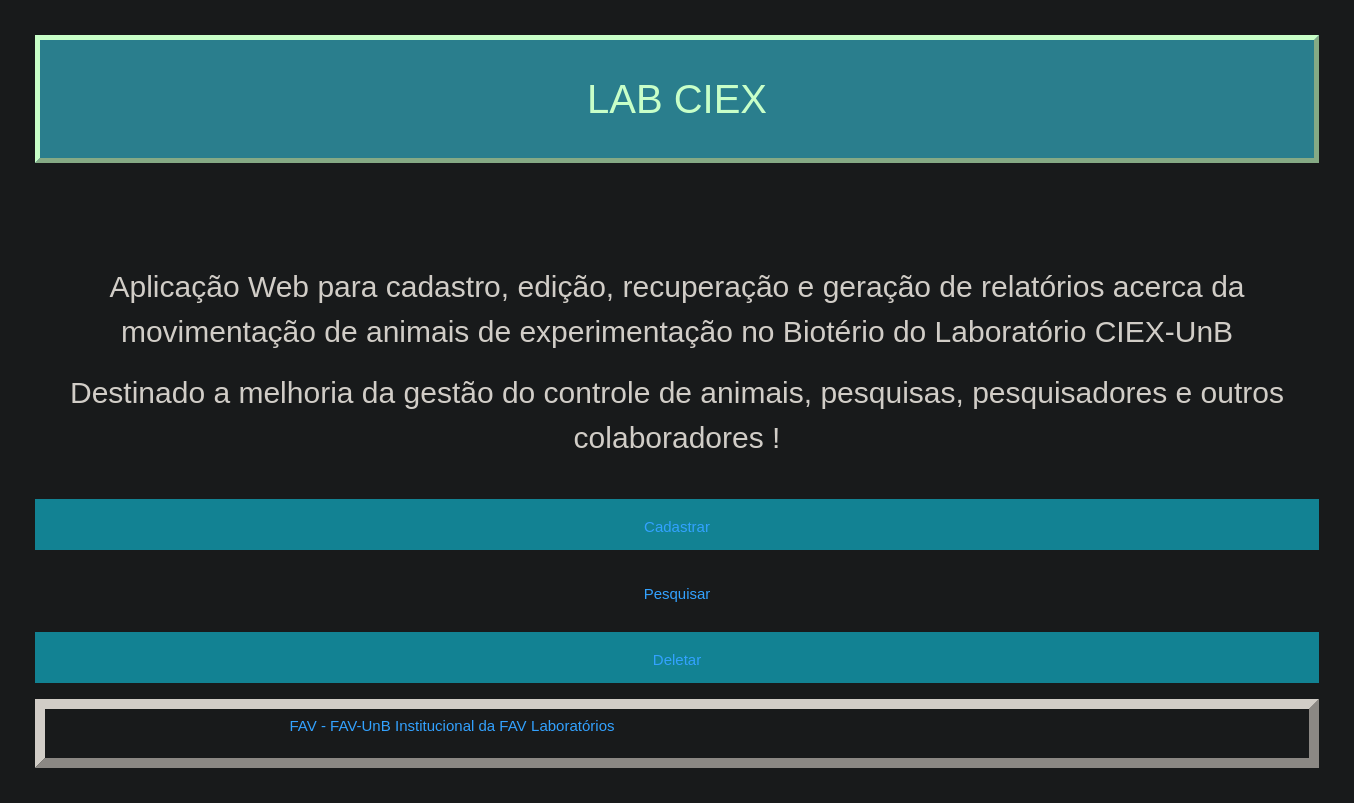 LAB CIEX
Aplicação Web para cadastro, edição, recuperação e geração de relatórios acerca da
movimentação de animais de experimentação no Biotério do Laboratório CIEX-UnB
Destinado a melhoria da gestão do controle de animais, pesquisas, pesquisadores e outros
colaboradores !
Cadastrar
Pesquisar
Deletar
FAV - FAV-UnB Institucional da FAV Laboratórios